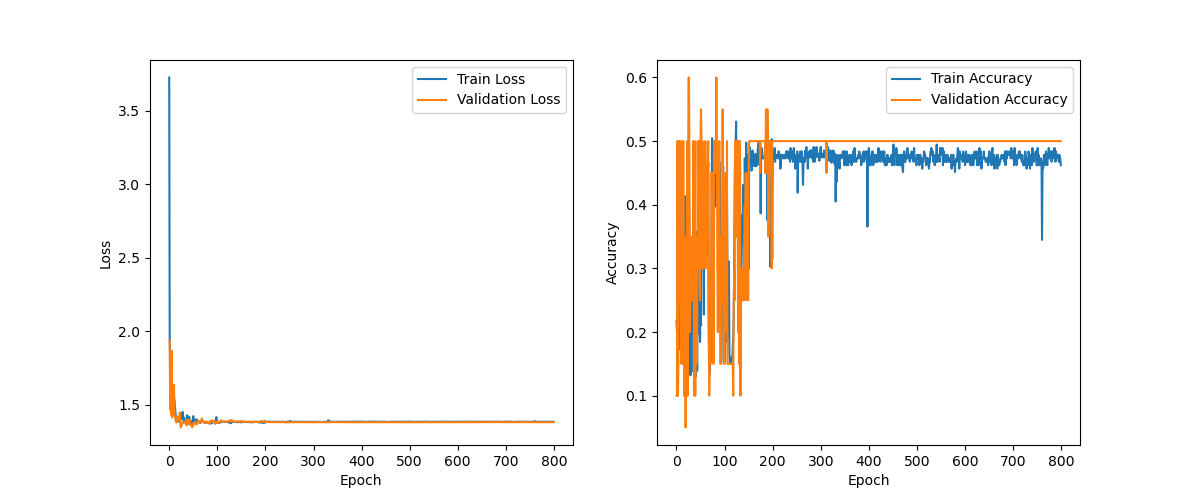 Train Loss
Validation Loss
3.5
3.0
2.5
2.0
1.5
Loss
0 100 200 300 400 500 600 700 800
Epoch
Train Accuracy
Validation Accuracy
0.6
0.5
0.4
0.3
0.2
0.1
Accuracy
0 100 200 300 400 500 600 700 800
Epoch